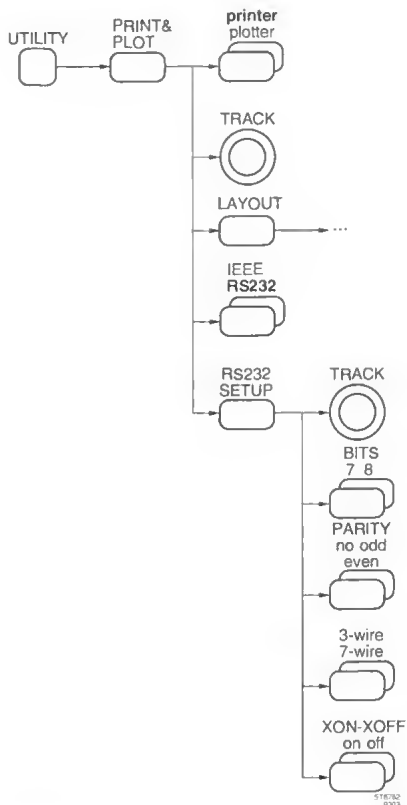 printer
plotter
PRINT&
PLOT
UTILITY
TRACK
LAYOUT
...
IEEE
RS232
RS232
SETUP
TRACK
BITS
7 8
PARITY
no odd
even
3-wire
7-wire
XON-XOFF
on off